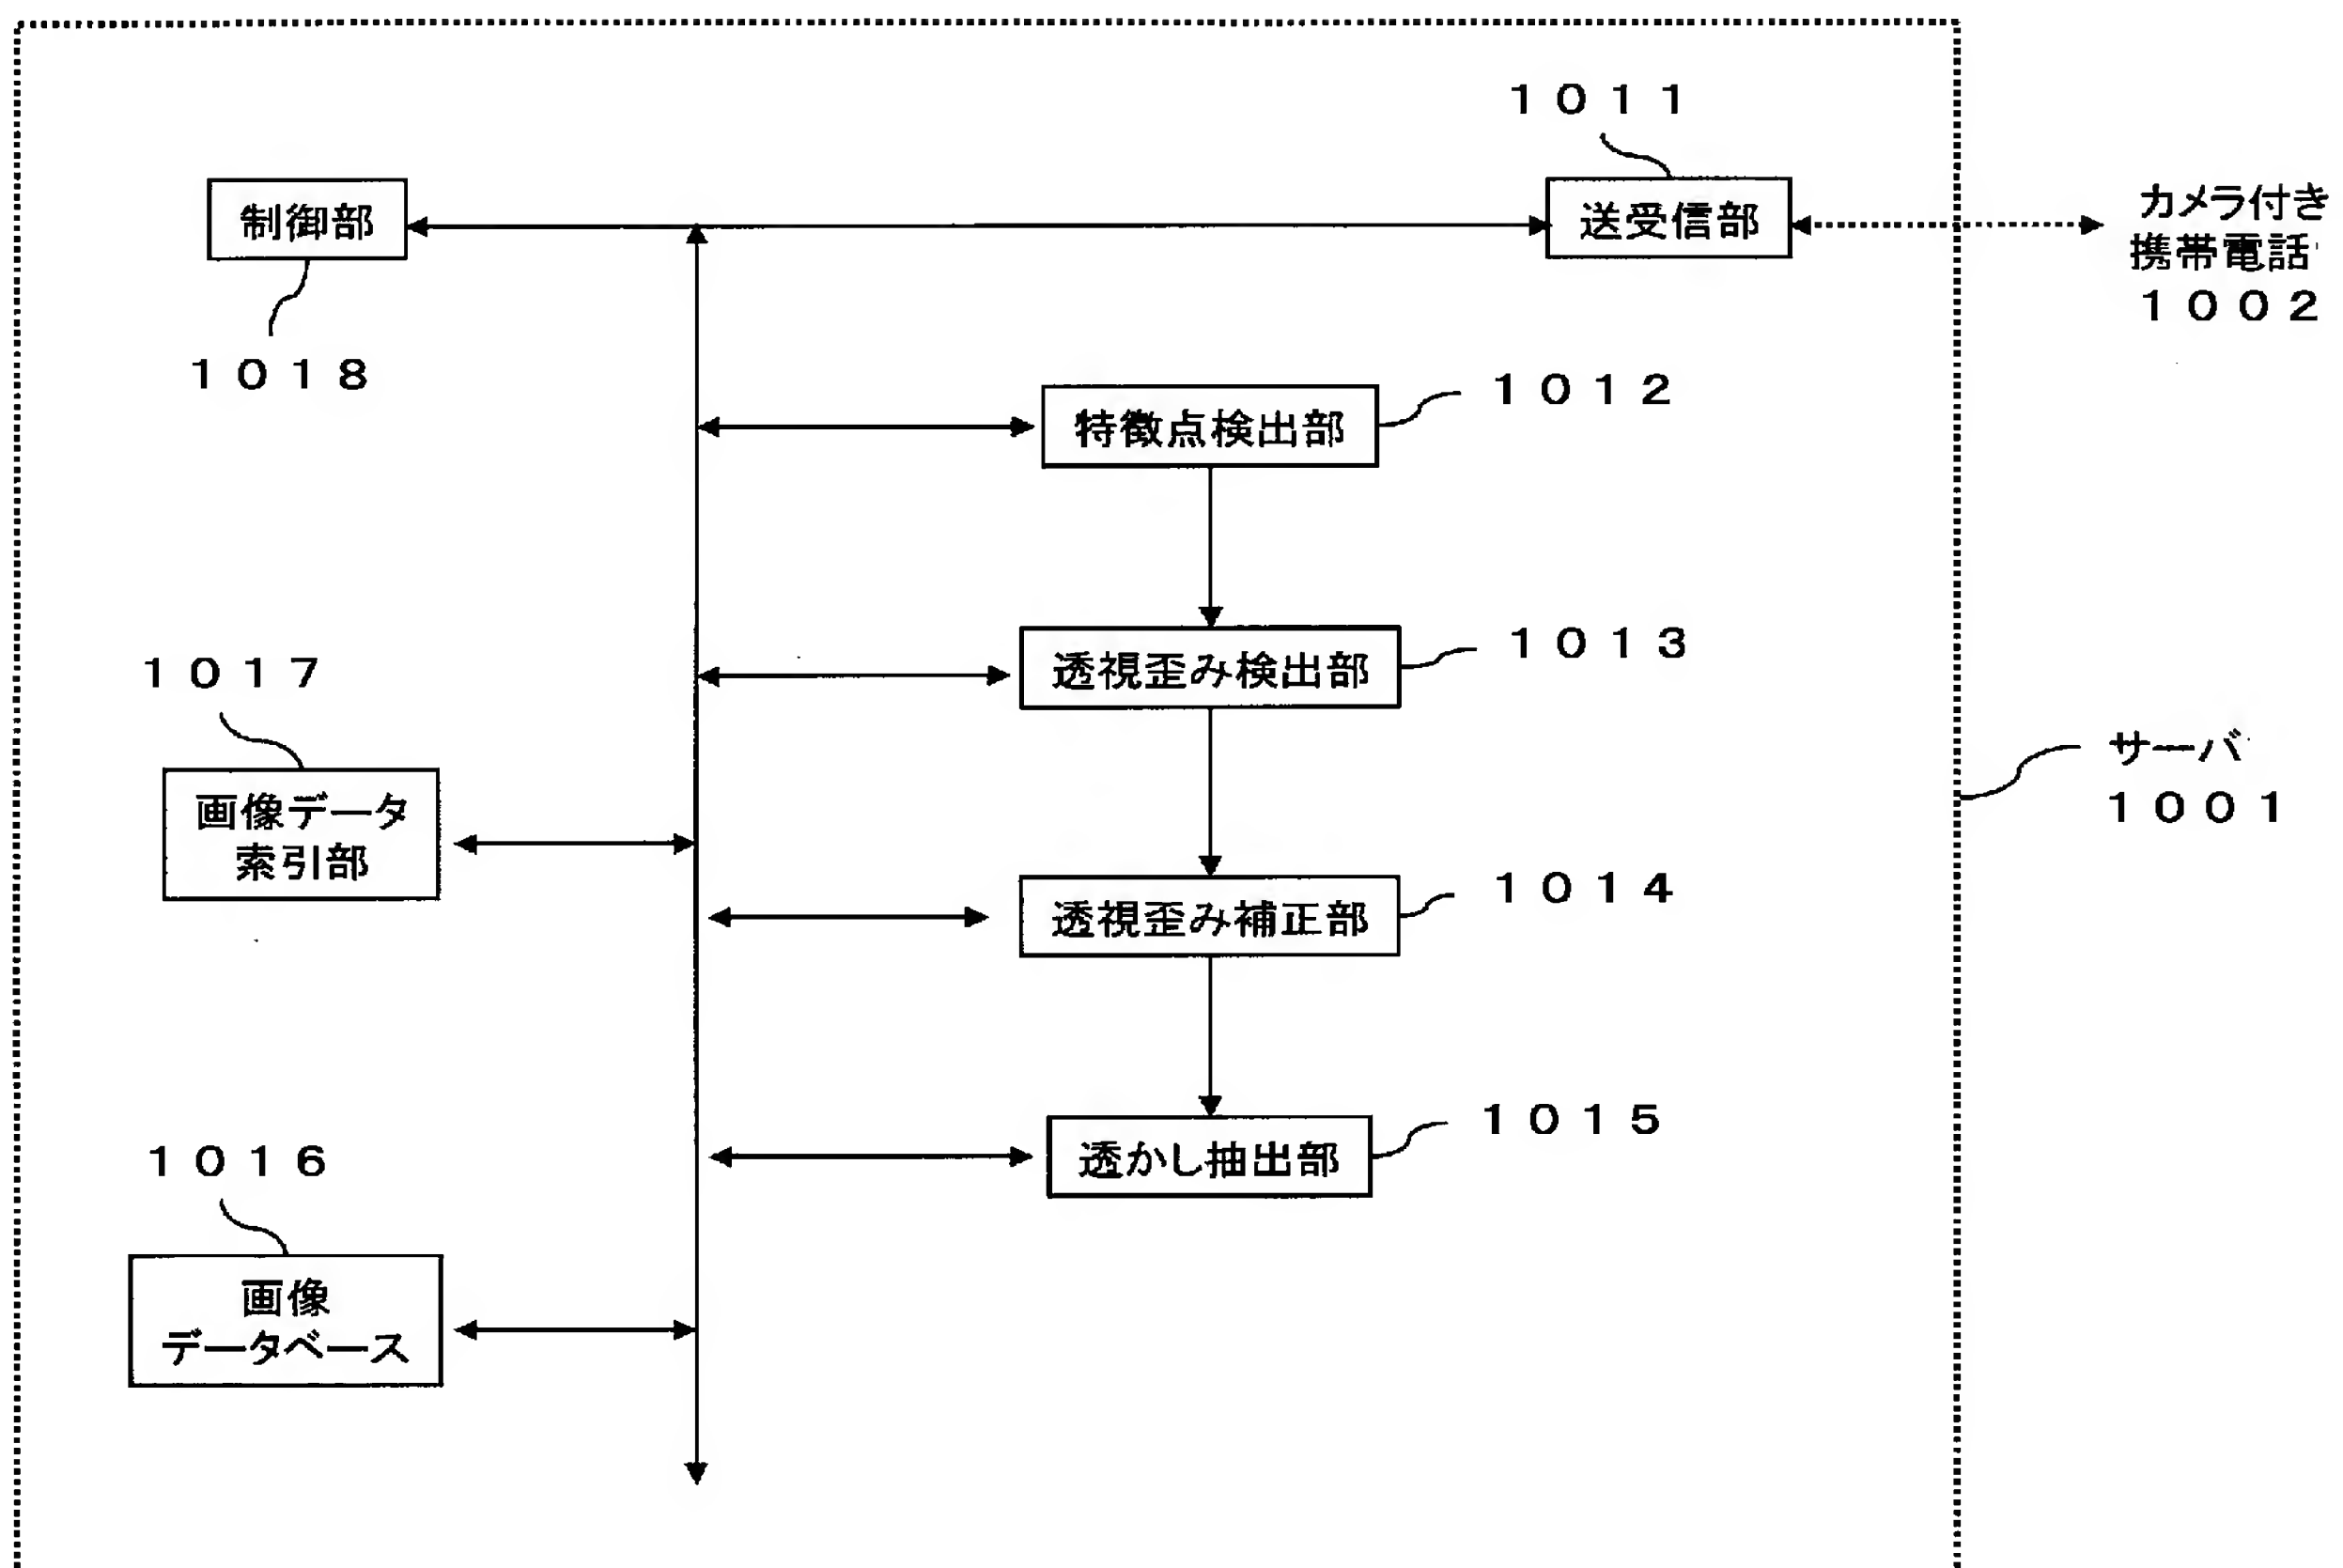 １０１１
制御部
送受信部
カメラ付き
携帯電話
１００２
１０１８
特徴点検出部
１０１２
透視歪み検出部
１０１３
１０１７
画像データ
索引部
サーバ
１００１
透視歪み補正部
１０１４
透かし抽出部
１０１５
１０１６
画像
データベース